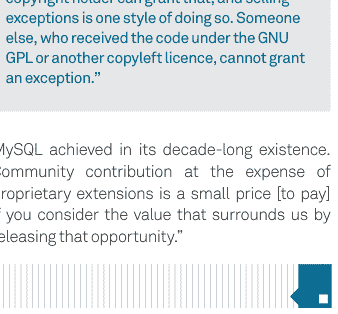 copyright holder can grant that, and selling
exceptions is one style of doing so. Someone
else, who received the code under the GNU
GPL or another copyleft licence, cannot grant
an exception.”
MySQL achieved in its decade-long existence.
Community contribution at the expense of
proprietary extensions is a small price [to pay]
if you consider the value that surrounds us by
releasing that opportunity.”